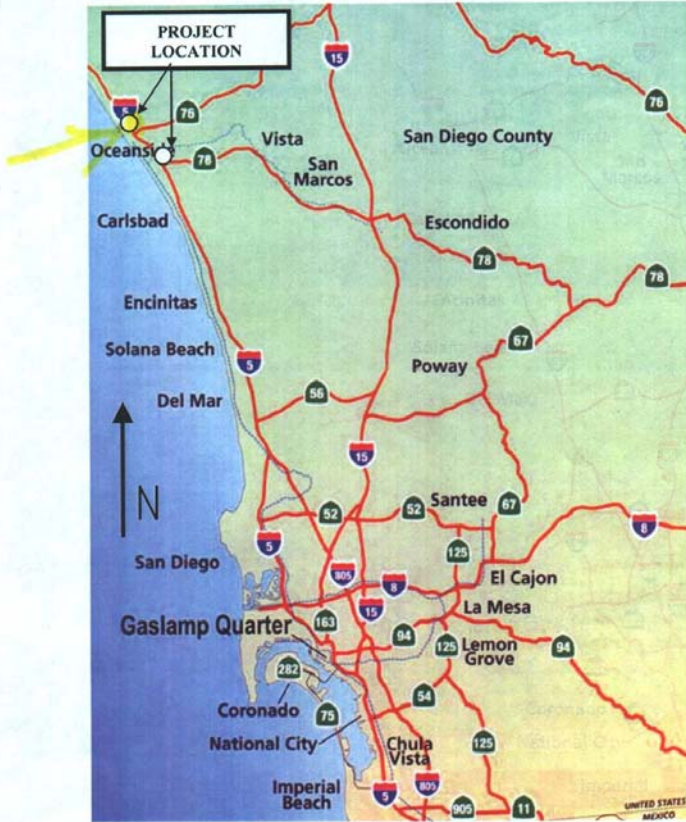 PROJECT
LOCATION
15
76
5
76
Oceanside
78
Vista
San Diego County
San
Marcos
Carlsbad
Escondido
78
78
Encinitas
67
Solana Beach
5
Poway
Del Mar
56
15
N
Santee
52
52
67
8
5
125
San Diego
805
8
El Cajon
15
La Mesa
Gaslamp Quarter
163
94
125
Lemon
Grove
94
282
Coronado
75
54
National City
125
Chula
Vista
Imperial
Beach
5
805
905
11
UNITED STATES
MEXICO